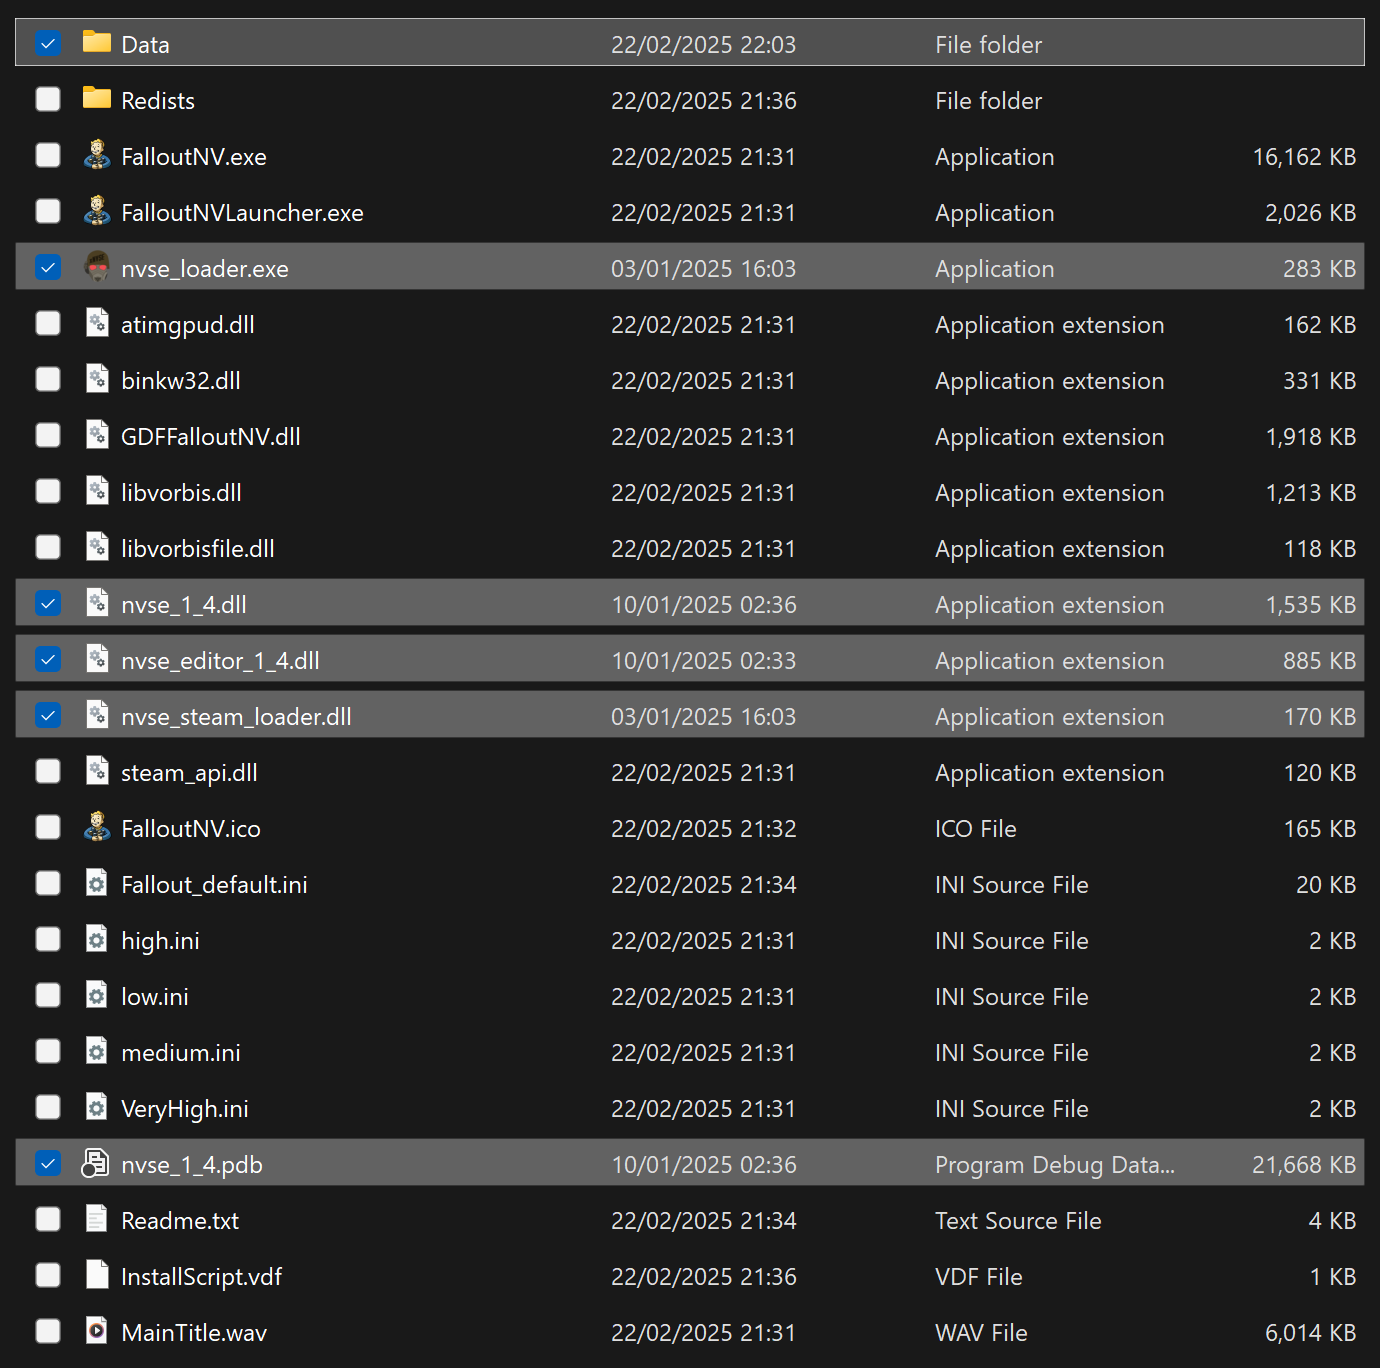 Data 22/02/2025 22:03 File folder
Redists 22/02/2025 21:36 File folder
FalloutNV.exe 22/02/2025 21:31 Application 16,162 KB
FalloutNVLauncher.exe 22/02/2025 21:31 Application 2,026 KB
nvse_loader.exe 03/01/2025 16:03 Application 283 KB
atimgpud.dll 22/02/2025 21:31 Application extension 162 KB
binkw32.dll 22/02/2025 21:31 Application extension 331 KB
GDFFalloutNV.dll 22/02/2025 21:31 Application extension 1,918 KB
libvorbis.dll 22/02/2025 21:31 Application extension 1,213 KB
libvorbisfile.dll 22/02/2025 21:31 Application extension 118 KB
nvse_1_4.dll 10/01/2025 02:36 Application extension 1,535 KB
nvse_editor_1_4.dll 10/01/2025 02:33 Application extension 885 KB
nvse_steam_loader.dll 03/01/2025 16:03 Application extension 170 KB
steam_api.dll 22/02/2025 21:31 Application extension 120 KB
FalloutNV.ico 22/02/2025 21:32 ICO File 165 KB
Fallout_default.ini 22/02/2025 21:34 INI Source File 20 KB
high.ini 22/02/2025 21:31 INI Source File 2 KB
low.ini 22/02/2025 21:31 INI Source File 2 KB
medium.ini 22/02/2025 21:31 INI Source File 2 KB
VeryHigh.ini 22/02/2025 21:31 INI Source File 2 KB
nvse_1_4.pdb 10/01/2025 02:36 Program Debug Data... 21,668 KB
Readme.txt 22/02/2025 21:34 Text Source File 4 KB
InstallScript.vdf 22/02/2025 21:36 VDF File 1 KB
MainTitle.wav 22/02/2025 21:31 WAV File 6,014 KB